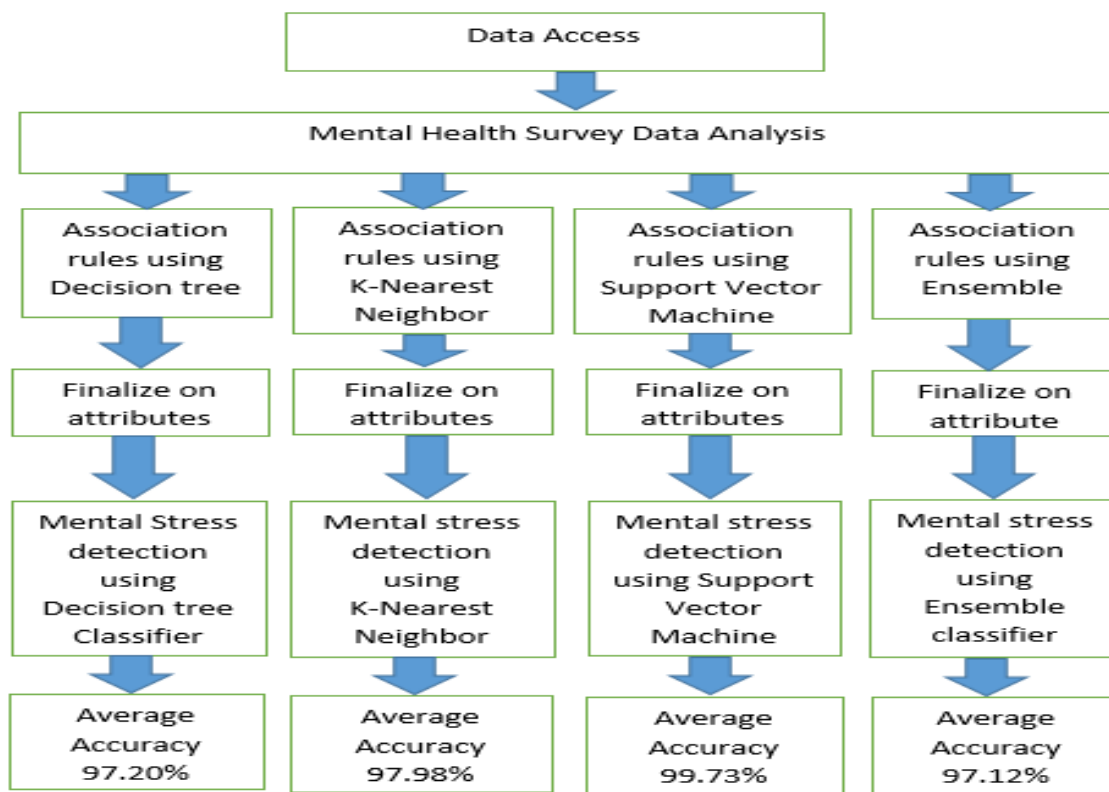 Data Access
Mental Health Survey Data Analysis
Association
rules using
Decision tree
Association
rules using
K-Nearest
Neighbor
Association
rules using
Support Vector
Machine
Association
rules using
Ensemble
Finalize on
attributes
Finalize on
attributes
Finalize on
attributes
Finalize on
attribute
Mental Stress
detection
using
Decision tree
Classifier
Mental stress
detection
using
K-Nearest
Neighbor
Mental stress
detection
using Support
Vector
Machine
Mental stress
detection
using
Ensemble
classifier
Average
Accuracy
97.20%
Average
Accuracy
97.98%
Average
Accuracy
99.73%
Average
Accuracy
97.12%